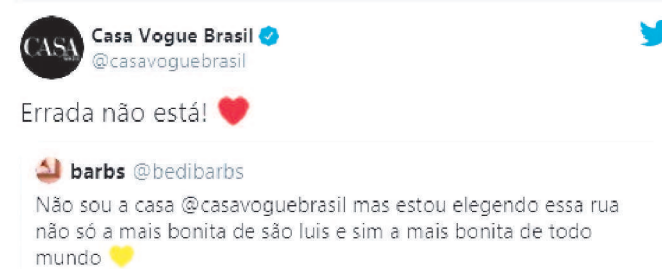 CASA
Casa Vogue Brasil
@casavoguebrasil
Errada não está! ❤️
barbs @bedibarbs
Não sou a casa @casavoguebrasil mas estou elegendo essa rua
não só a mais bonita de são luis e sim a mais bonita de todo
mundo 💛